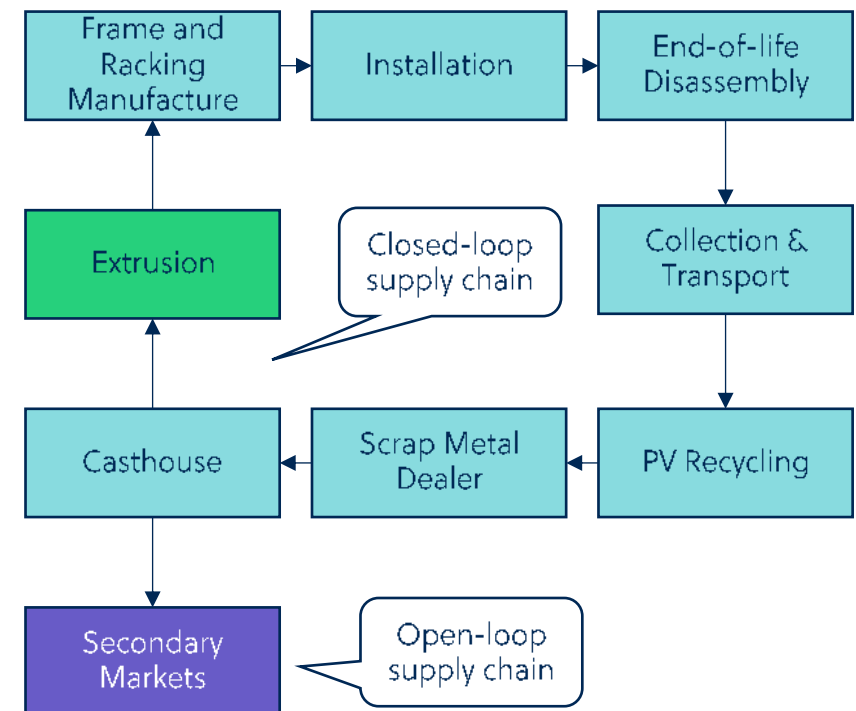 Frame and
Racking
Manufacture
Installation
End-of-life
Disassembly
Extrusion
Closed-loop
supply chain
Collection &
Transport
Casthouse
Scrap Metal
Dealer
PV Recycling
Secondary
Markets
Open-loop
supply chain